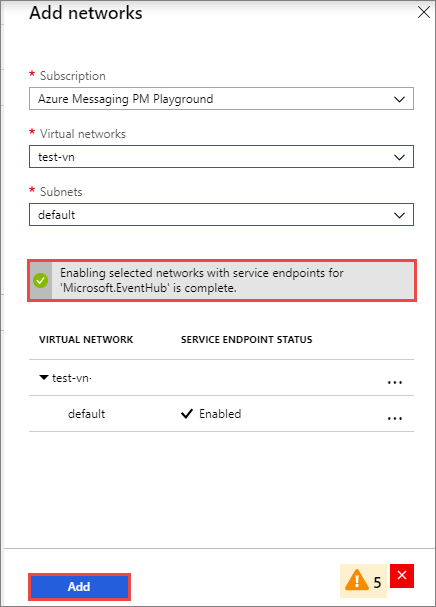 Add networks
* Subscription
Azure Messaging PM Playground
* Virtual networks
test-vn
* Subnets
default
Enabling selected networks with service endpoints for
'Microsoft.EventHub' is complete.
VIRTUAL NETWORK SERVICE ENDPOINT STATUS
test-vn ...
default Enabled ...
Add 5